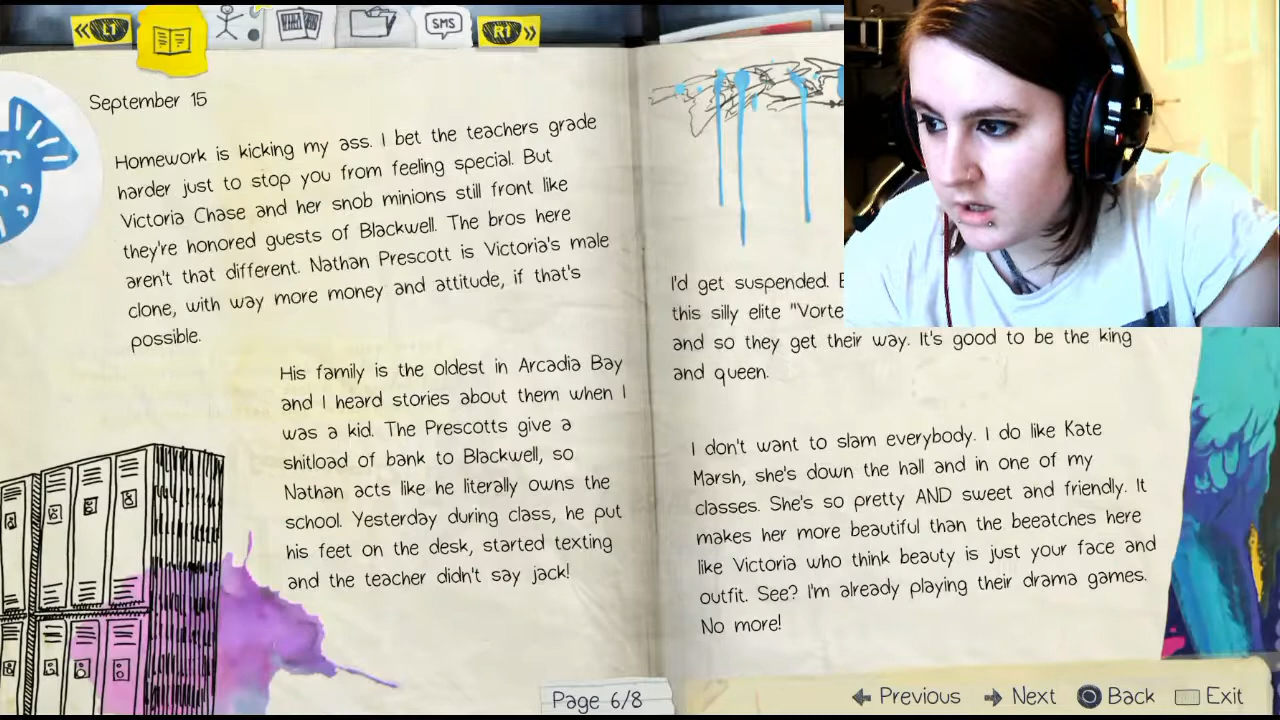 L1
SMS
R1
September 15
Homework is kicking my ass. I bet the teachers grade
harder just to stop you from feeling special. But
Victoria Chase and her snob minions still front like
they're honored guests of Blackwell. The bros here
aren't that different. Nathan Prescott is Victoria's male
clone, with way more money and attitude, if that's
possible.
His family is the oldest in Arcadia Bay
and I heard stories about them when I
was a kid. The Prescotts give a
shitload of bank to Blackwell, so
Nathan acts like he literally owns the
school. Yesterday during class, he put
his feet on the desk, started texting
and the teacher didn't say jack!
I'd get suspended.
this silly elite "Vorte
and so they get their way. It's good to be the king
and queen.
I don't want to slam everybody. I do like Kate
Marsh, she's down the hall and in one of my
classes. She's so pretty AND sweet and friendly. It
makes her more beautiful than the beeatches here
like Victoria who think beauty is just your face and
outfit. See? I'm already playing their drama games.
No more!
Page 6/8
Previous Next Back Exit